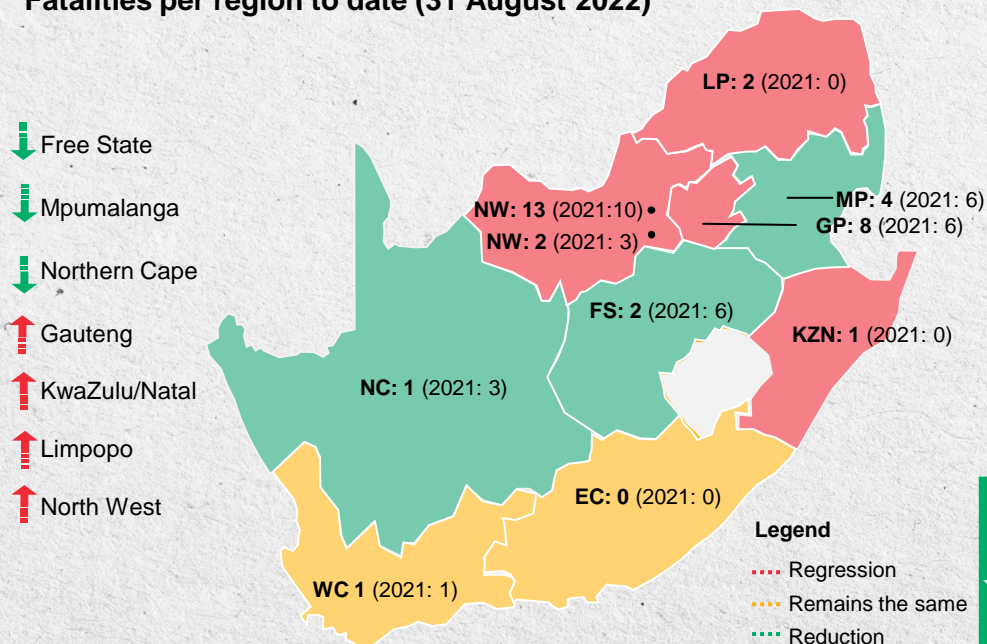 Fatalities per region to date (31 August 2022)
Free State
Mpumalanga
Northern Cape
Gauteng
KwaZulu/Natal
Limpopo
North West
LP: 2 (2021: 0)
MP: 4 (2021: 6)
GP: 8 (2021: 6)
NW: 13 (2021:10)
NW: 2 (2021: 3)
FS: 2 (2021: 6)
KZN: 1 (2021: 0)
NC: 1 (2021: 3)
EC: 0 (2021: 0)
WC 1 (2021: 1)
Legend
Regression
Remains the same
Reduction